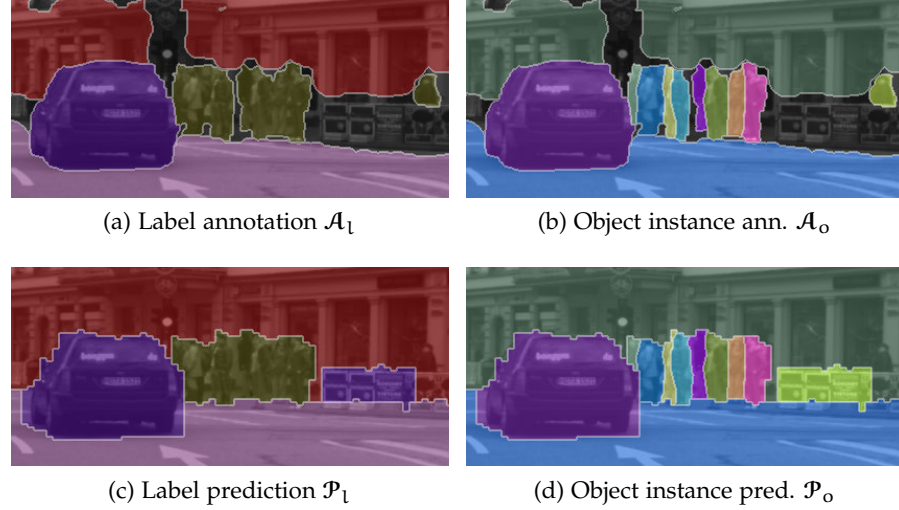 (a) Label annotation 𝓐ₗ
(b) Object instance ann. 𝓐ₒ
(c) Label prediction 𝓟ₗ
(d) Object instance pred. 𝓟ₒ